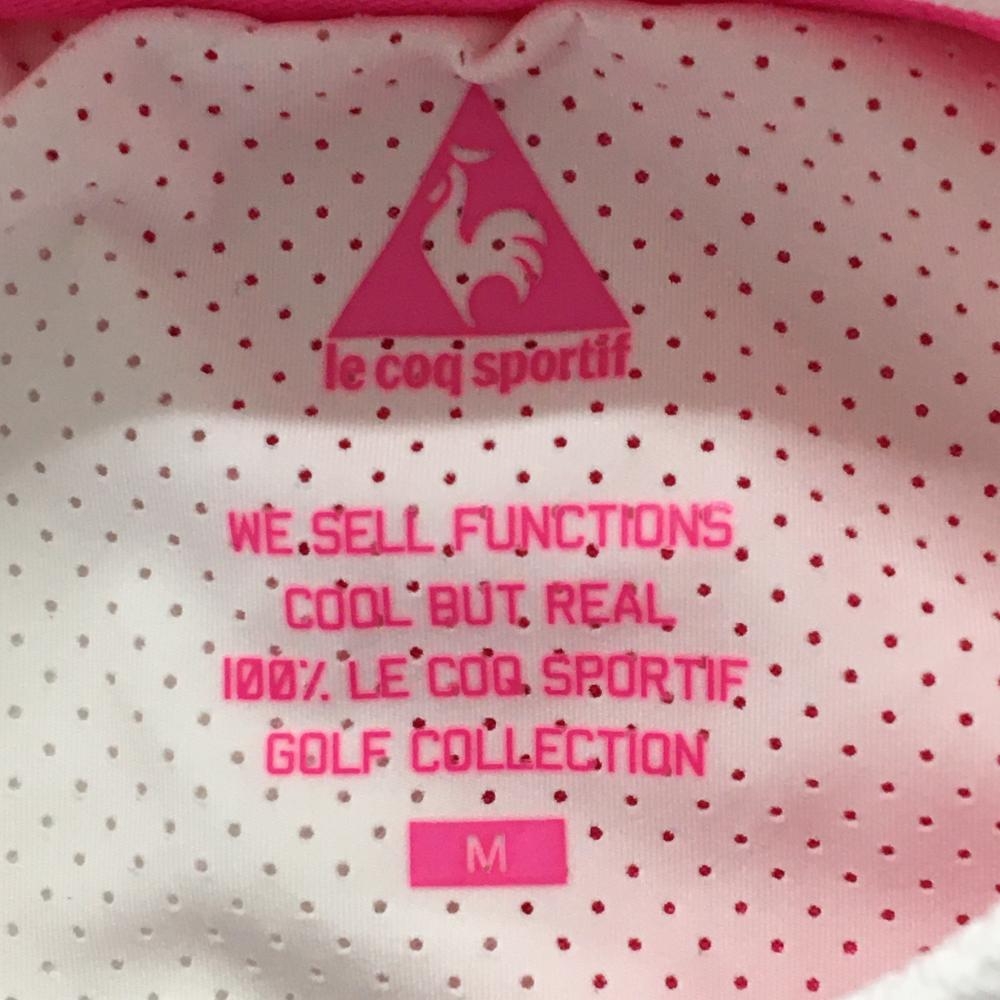 le coq sportif
WE SELL FUNCTIONS
COOL BUT REAL
100% LE COQ SPORTIF
GOLF COLLECTION
M